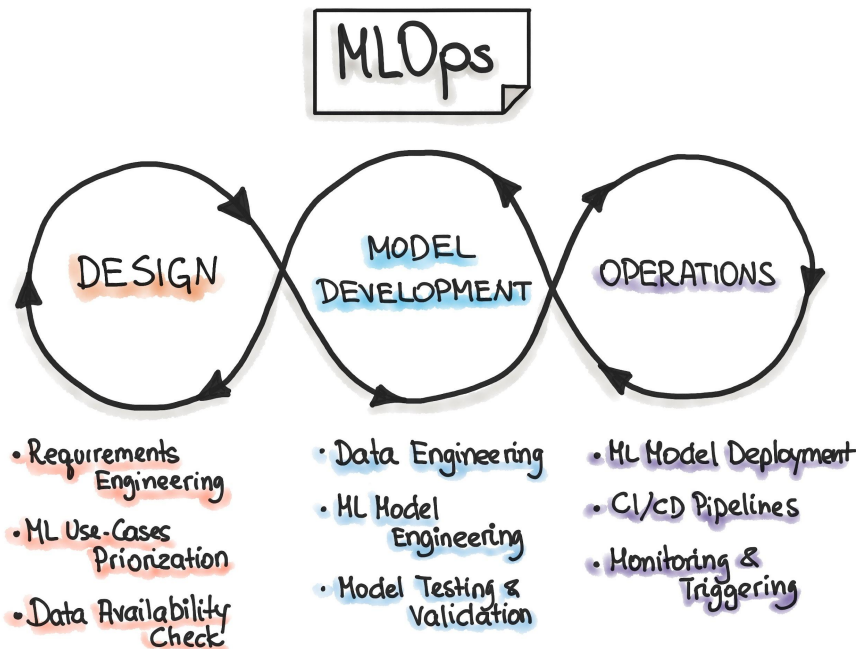 MLOps
DESIGN
MODEL
DEVELOPMENT
OPERATIONS
• Requirements
Engineering
• ML Use-Cases
Priorization
• Data Availability
Check
• Data Engineering
• ML Model
Engineering
• Model Testing &
Validation
• ML Model Deployment
• CI/CD Pipelines
• Monitoring &
Triggering